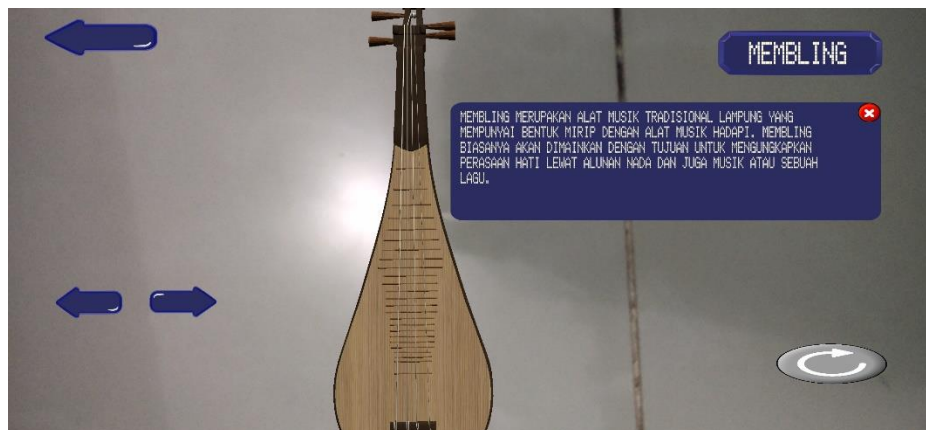 MEMBLING
MEMBLING MERUPAKAN ALAT MUSIK TRADISIONAL LAMPUNG YANG
MEMPUNYAI BENTUK MIRIP DENGAN ALAT MUSIK HADAPI. MEMBLING
BIASANYA AKAN DIMAINKAN DENGAN TUJUAN UNTUK MENGUNGKAPKAN
PERASAAN HATI LEWAT ALUNAN NADA DAN JUGA MUSIK ATAU SEBUAH
LAGU.